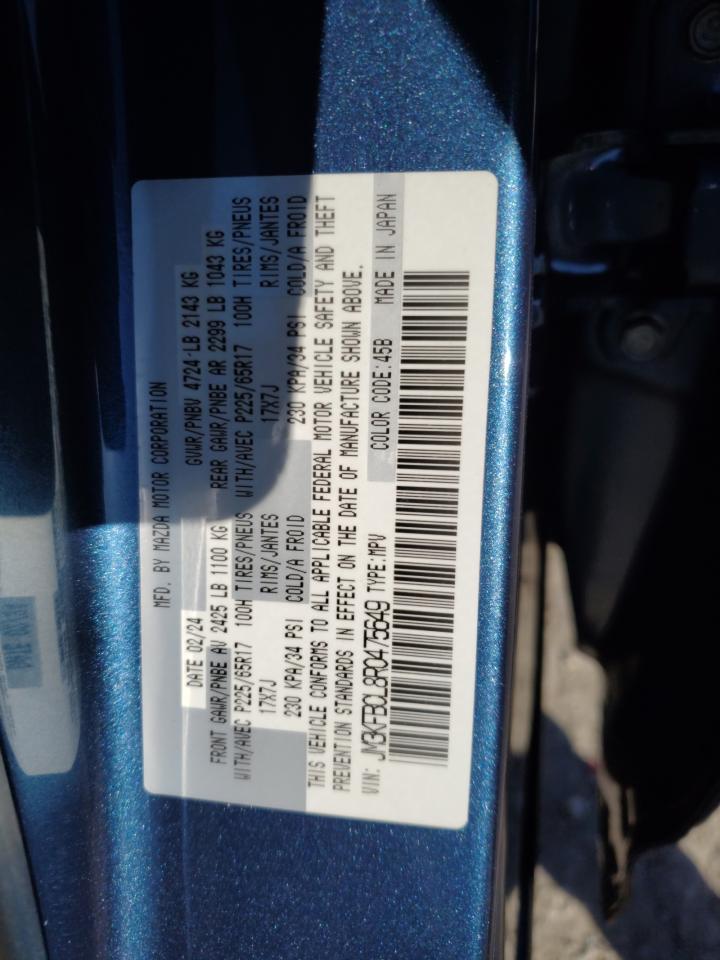 MFD. BY MAZDA MOTOR CORPORATION
DATE 02/24 GVWR/PNBV 4724-LB 2143 KG
FRONT GAWR/PNBE AV 2425 LB 1100 KG REAR GAWR/PNBE AR 2299 LB 1043 KG
WITH/AVEC P225/65R17 100H TIRES/PNEUS WITH/AVEC P225/65R17 100H TIRES/PNEUS
17X7J RIMS/JANTES 17X7J RIMS/JANTES
230 KPA/34 PSI COLD/A FROID 230 KPA/34 PSI COLD/A FROID
THIS VEHICLE CONFORMS TO ALL APPLICABLE FEDERAL MOTOR VEHICLE SAFETY AND THEFT
PREVENTION STANDARDS IN EFFECT ON THE DATE OF MANUFACTURE SHOWN ABOVE.
VIN: JM3KFBCL8R0475649 TYPE:MPV COLOR CODE:45B MADE IN JAPAN